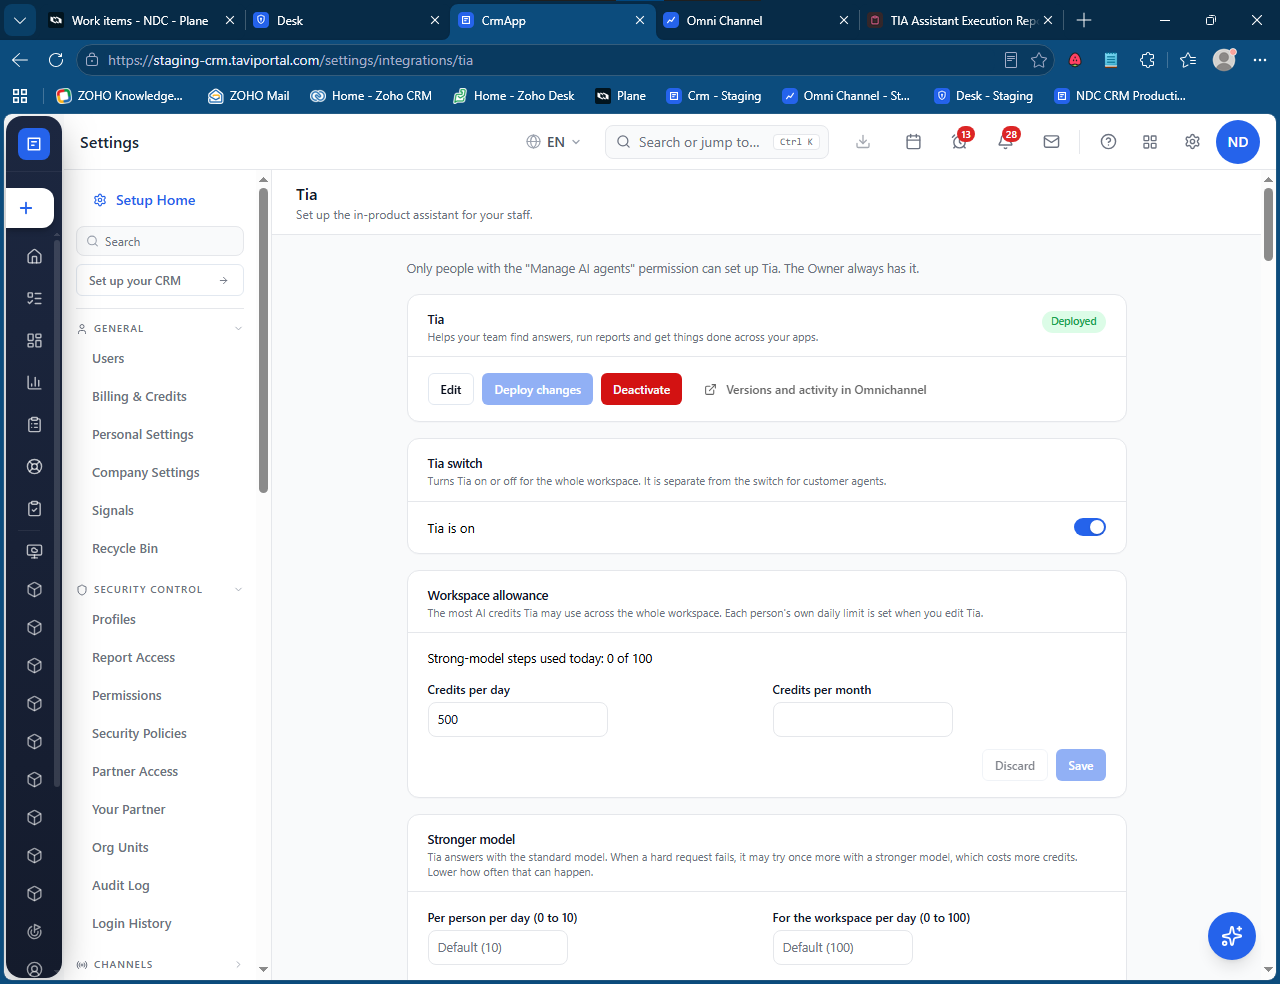 Work items - NDC - Plane
Desk
CrmApp
Omni Channel
TIA Assistant Execution Rep
https://staging-crm.taviportal.com/settings/integrations/tia
ZOHO Knowledge...
ZOHO Mail
Home - Zoho CRM
Home - Zoho Desk
Plane
Crm - Staging
Omni Channel - St...
Desk - Staging
NDC CRM Producti...
Settings
EN
Search or jump to...
Ctrl K
13
28
ND
Setup Home
Search
Set up your CRM
GENERAL
Users
Billing & Credits
Personal Settings
Company Settings
Signals
Recycle Bin
SECURITY CONTROL
Profiles
Report Access
Permissions
Security Policies
Partner Access
Your Partner
Org Units
Audit Log
Login History
CHANNELS
Tia
Set up the in-product assistant for your staff.
Only people with the "Manage AI agents" permission can set up Tia. The Owner always has it.
Tia
Helps your team find answers, run reports and get things done across your apps.
Deployed
Edit
Deploy changes
Deactivate
Versions and activity in Omnichannel
Tia switch
Turns Tia on or off for the whole workspace. It is separate from the switch for customer agents.
Tia is on
Workspace allowance
The most AI credits Tia may use across the whole workspace. Each person's own daily limit is set when you edit Tia.
Strong-model steps used today: 0 of 100
Credits per day
Credits per month
500
Discard
Save
Stronger model
Tia answers with the standard model. When a hard request fails, it may try once more with a stronger model, which costs more credits.
Lower how often that can happen.
Per person per day (0 to 10)
For the workspace per day (0 to 100)
Default (10)
Default (100)